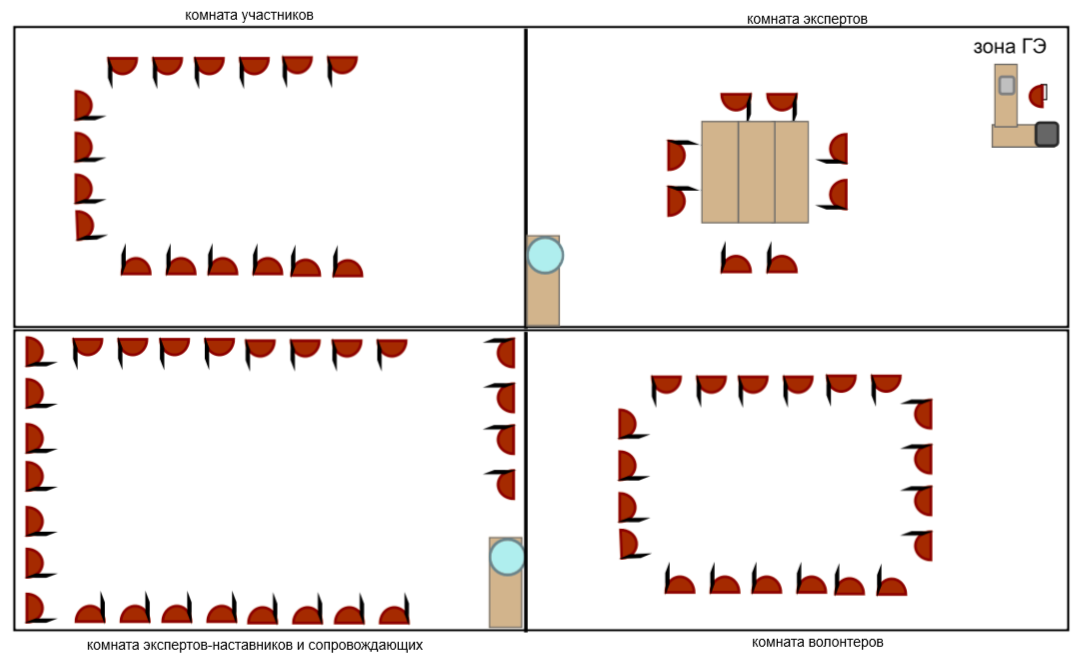 комната участников
комната экспертов
зона ГЭ
комната экспертов-наставников и сопровождающих
комната волонтеров